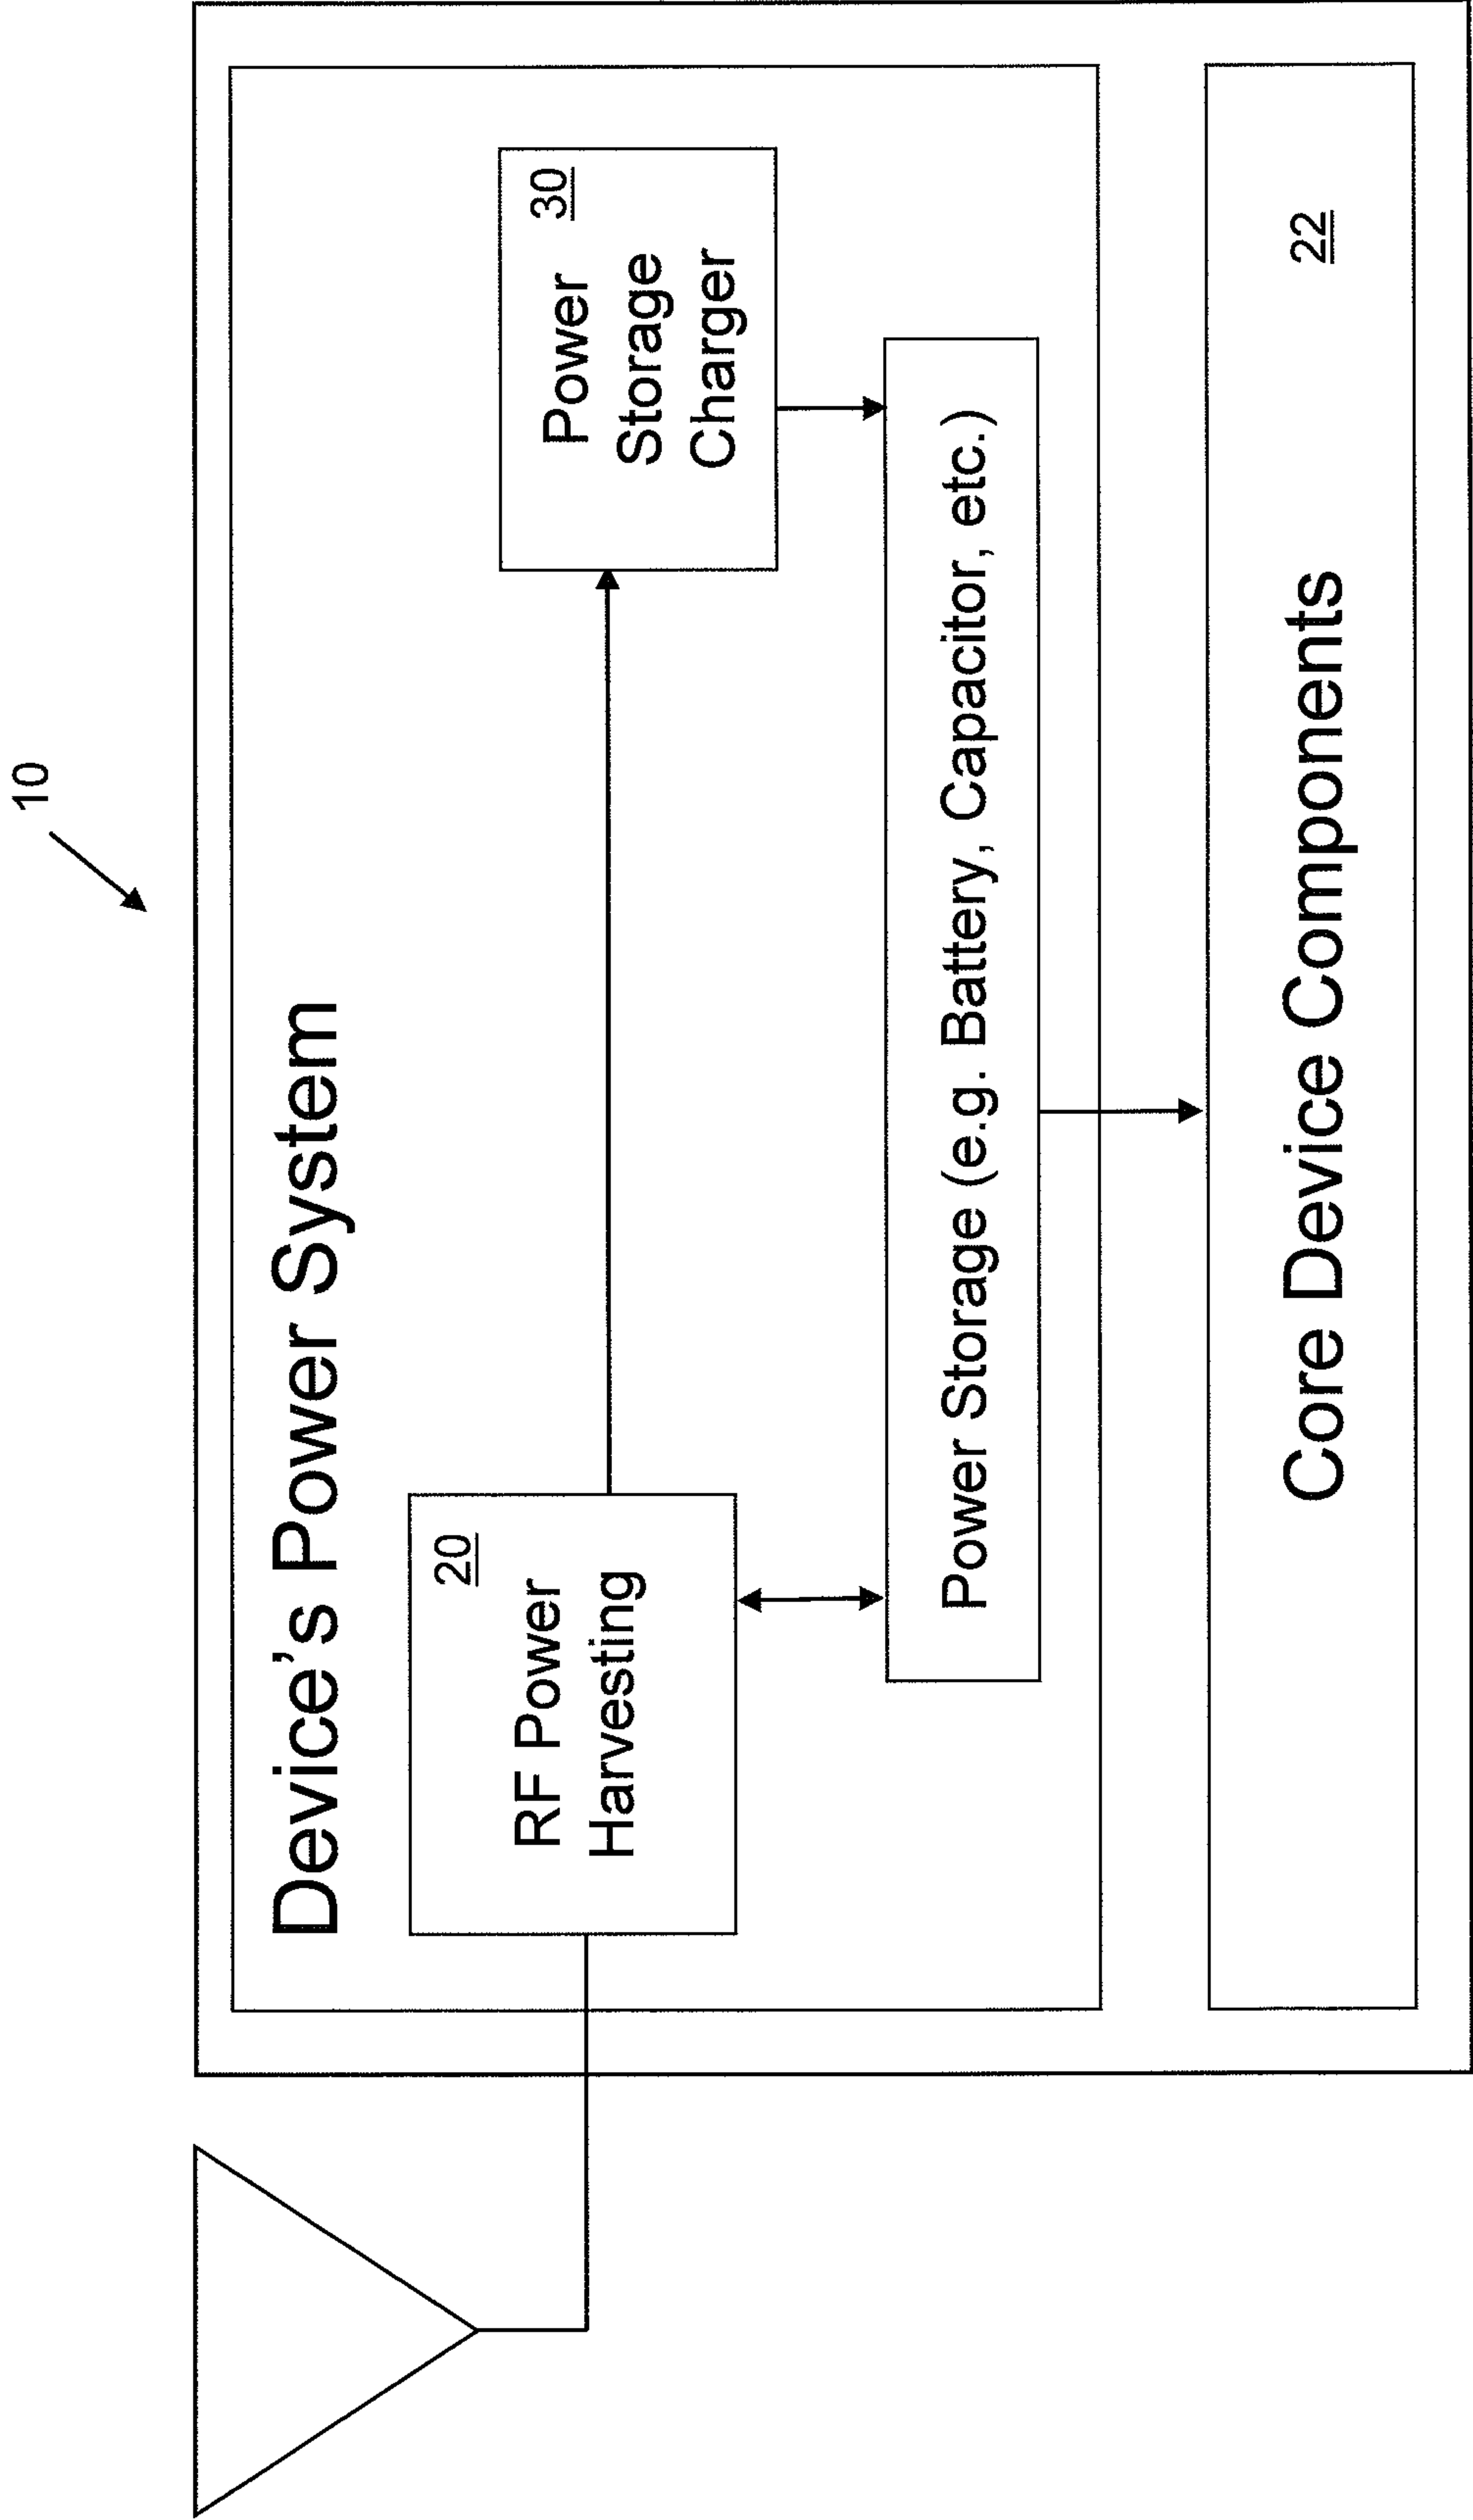 10
Device's Power System
20
RF Power
Harvesting
30
Power
Storage
Charger
Power Storage (e.g. Battery, Capacitor, etc.)
22
Core Device Components